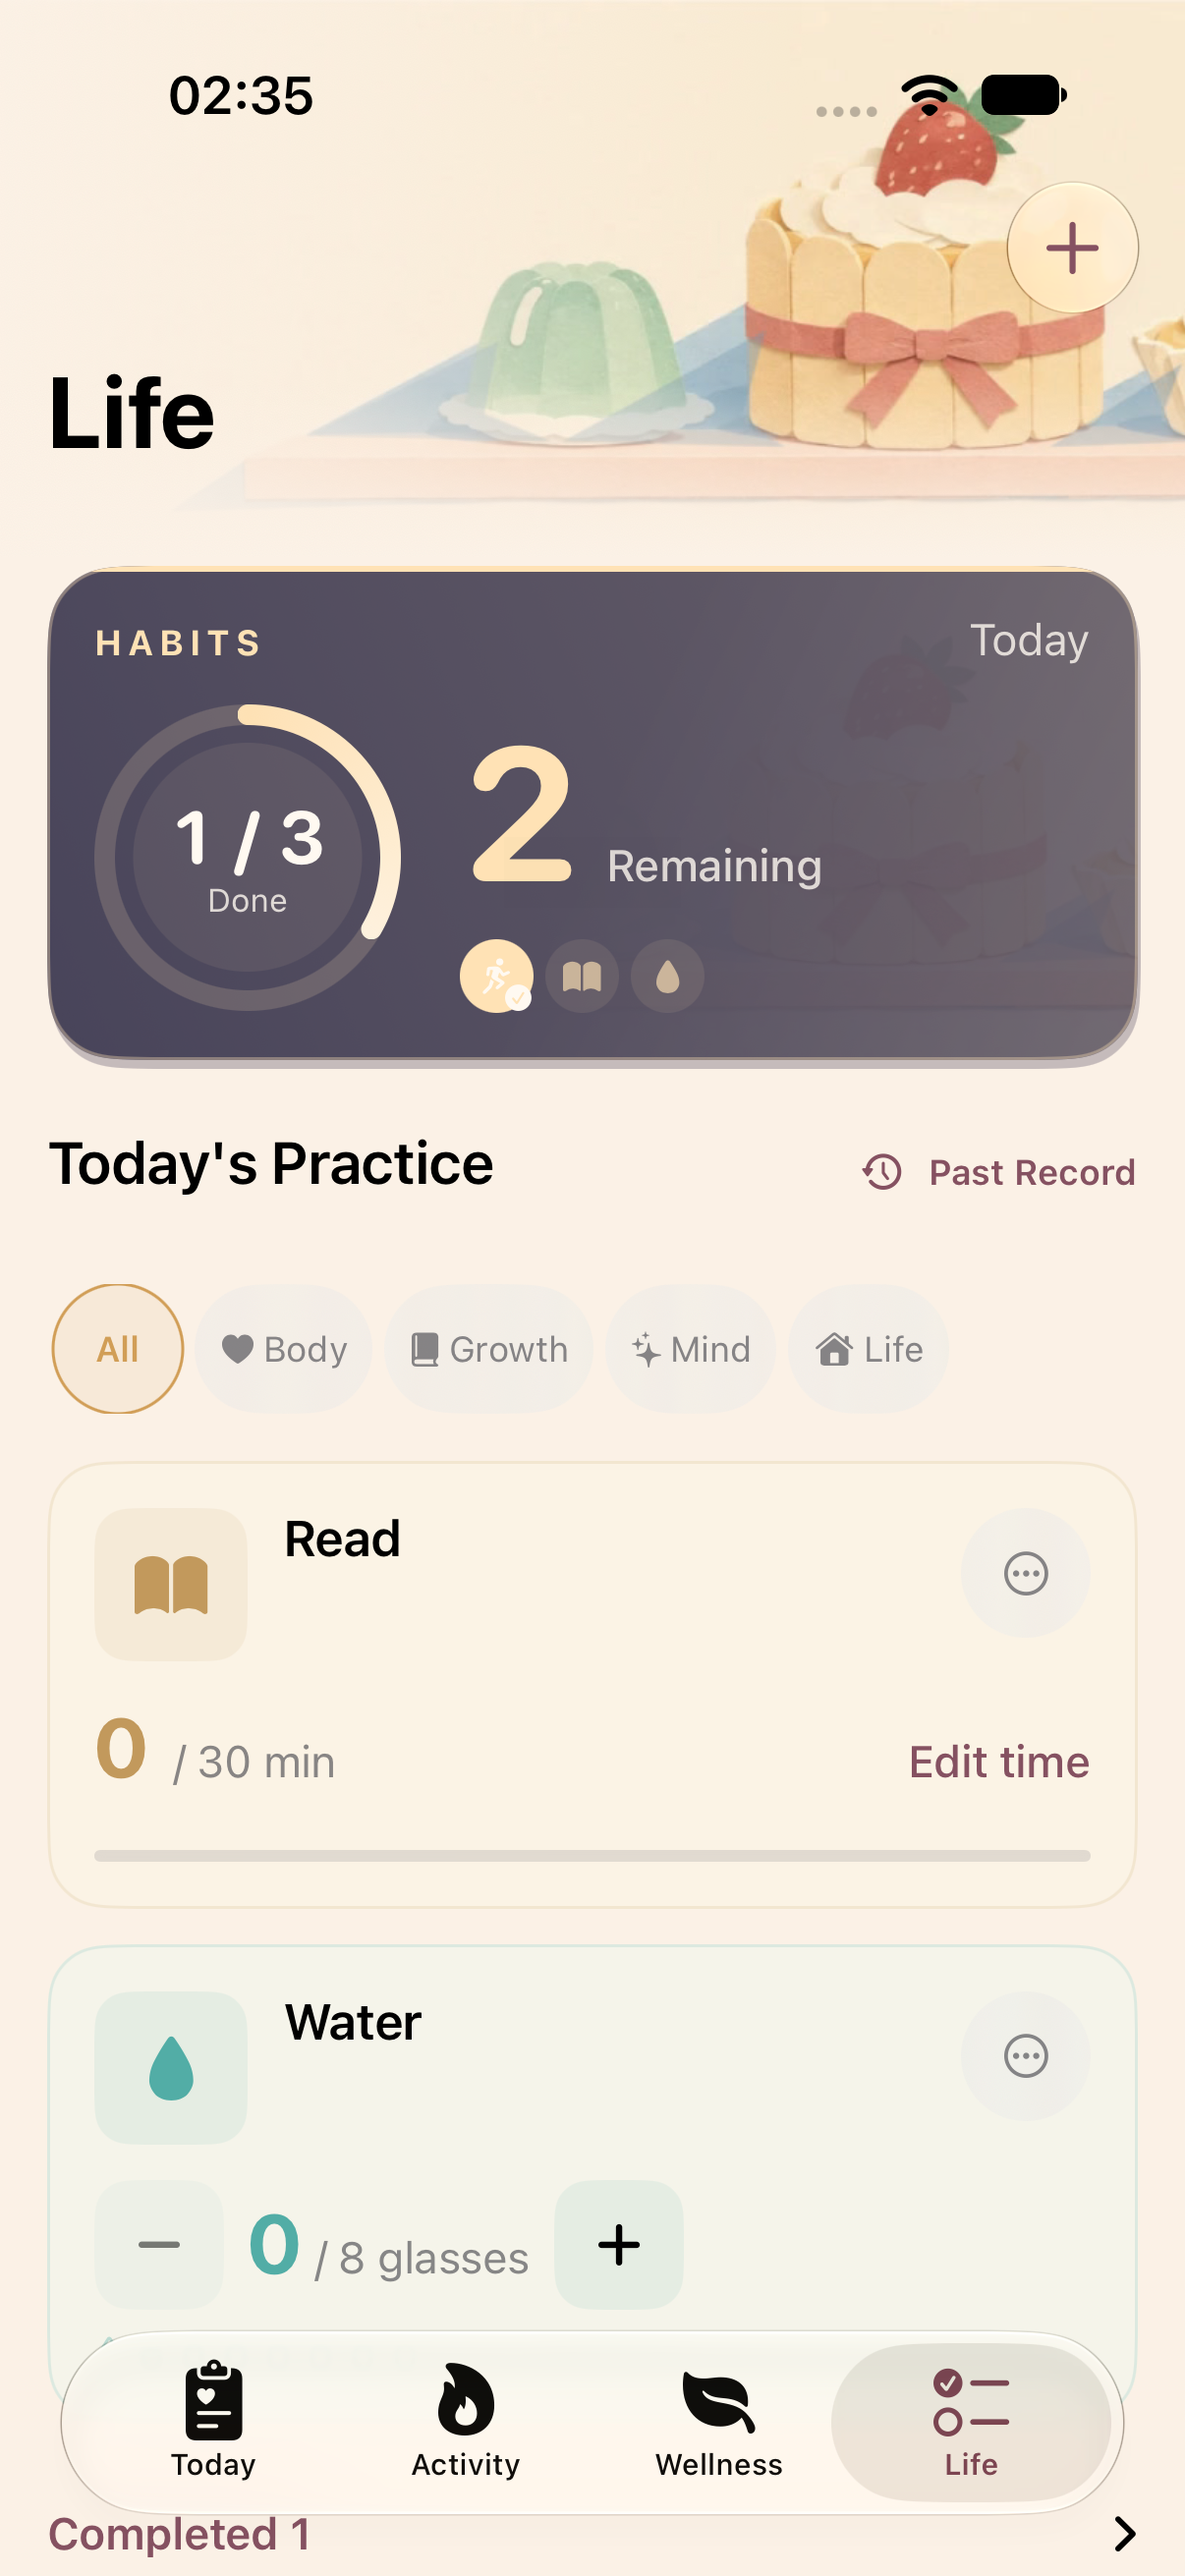 02:35
Life
HABITS
Today
1 / 3
Done
2 Remaining
Today's Practice
Past Record
All
Body
Growth
Mind
Life
Read
0 / 30 min
Edit time
Water
0 / 8 glasses
Today
Activity
Wellness
Life
Completed 1